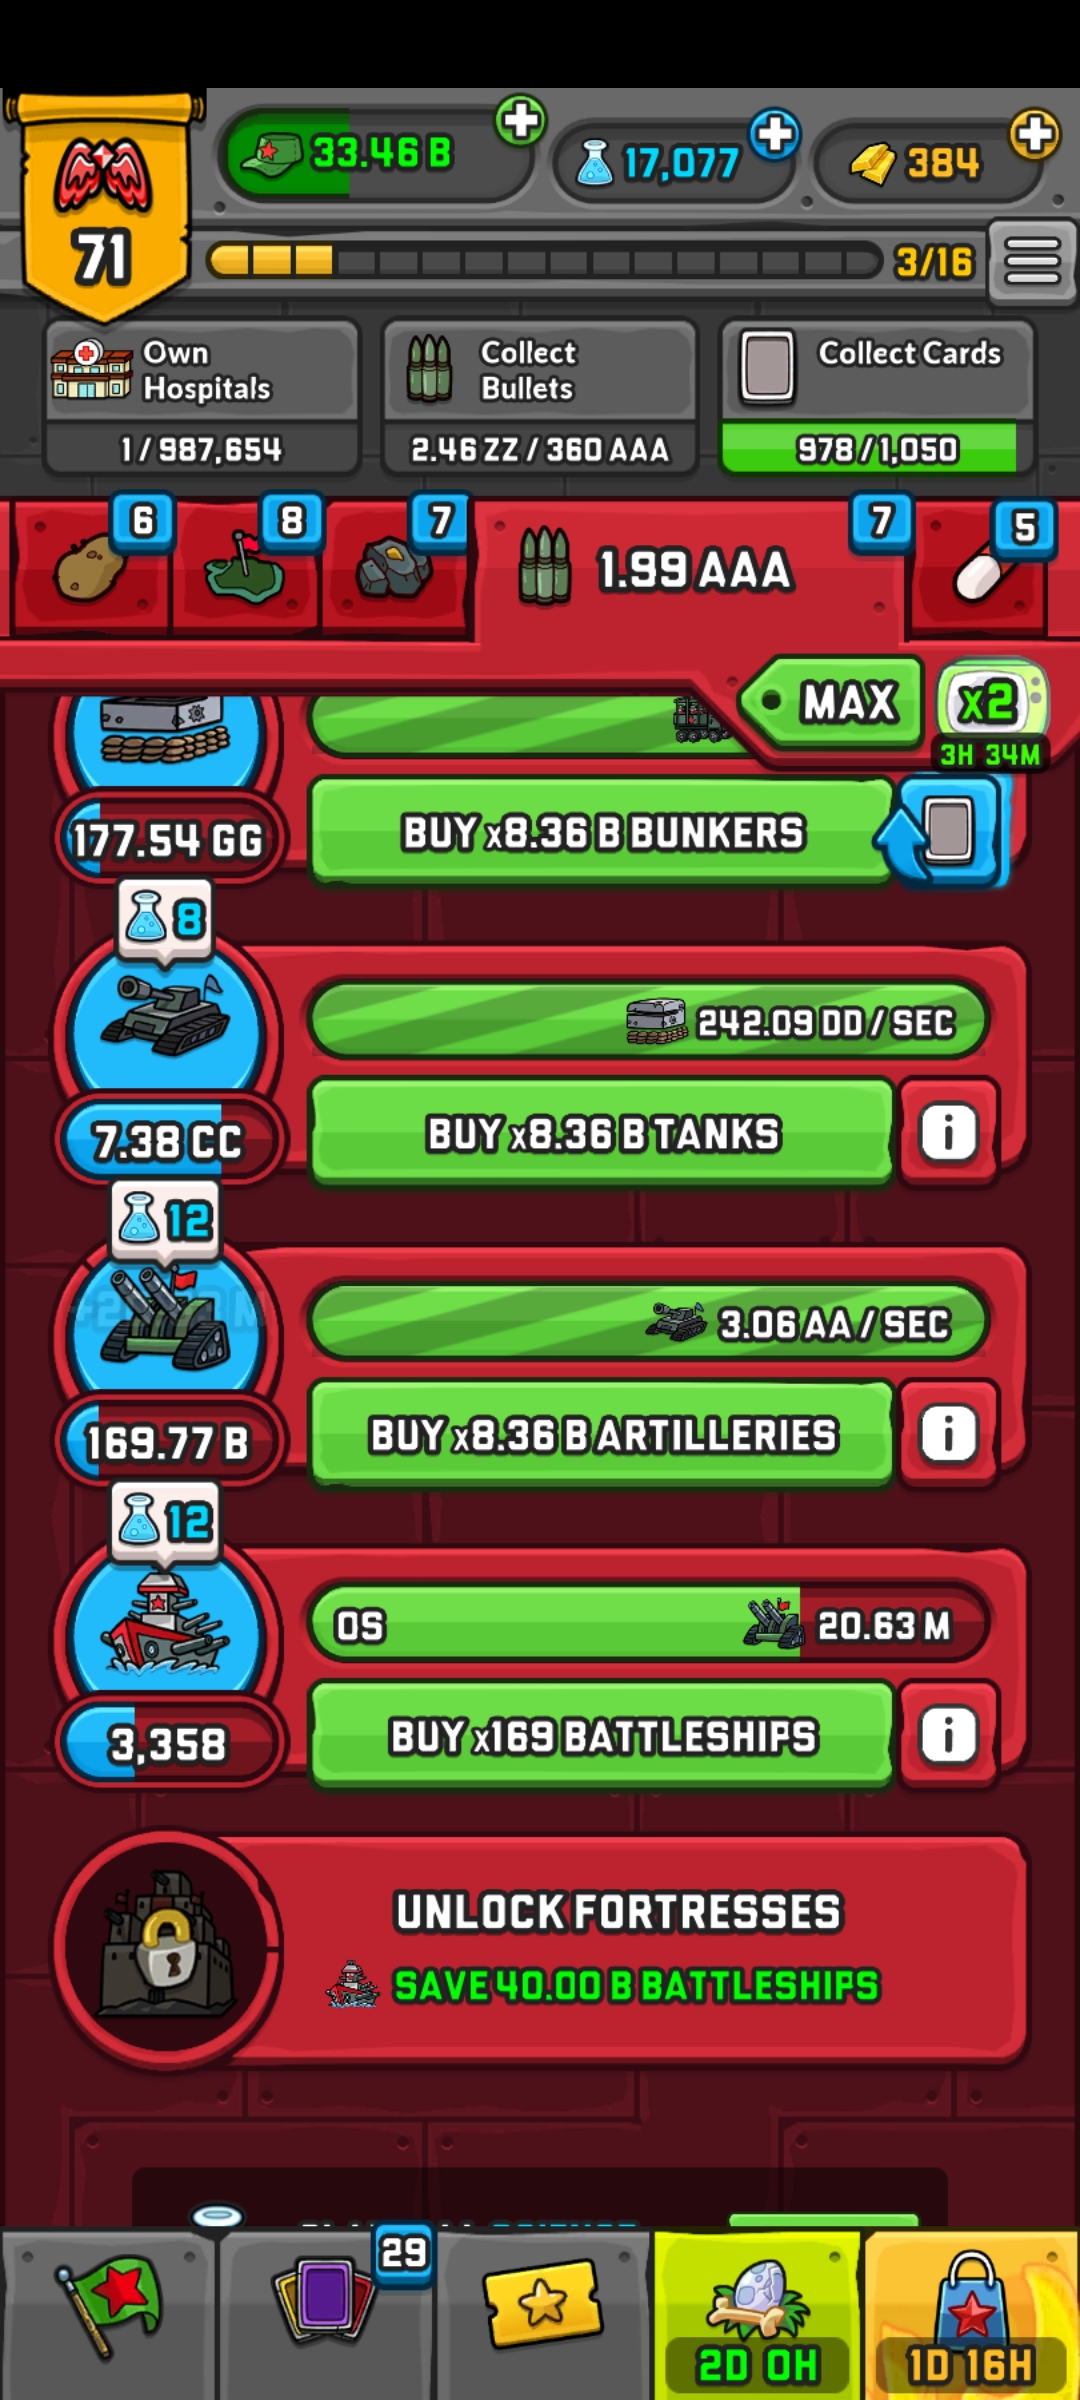 33.46 B
17,077
384
71
3/16
Own
Hospitals
1 / 987,654
Collect
Bullets
2.46 ZZ / 360 AAA
Collect Cards
978 / 1,050
6
8
7
1.99 AAA
7
5
MAX
x2
3H 34M
177.54 GG
BUY x8.36 B BUNKERS
8
242.09 DD / SEC
7.38 CC
BUY x8.36 B TANKS
12
3.06 AA / SEC
169.77 B
BUY x8.36 B ARTILLERIES
12
0S
20.63 M
3,358
BUY x169 BATTLESHIPS
UNLOCK FORTRESSES
SAVE 40.00 B BATTLESHIPS
29
2D 0H
1D 16H